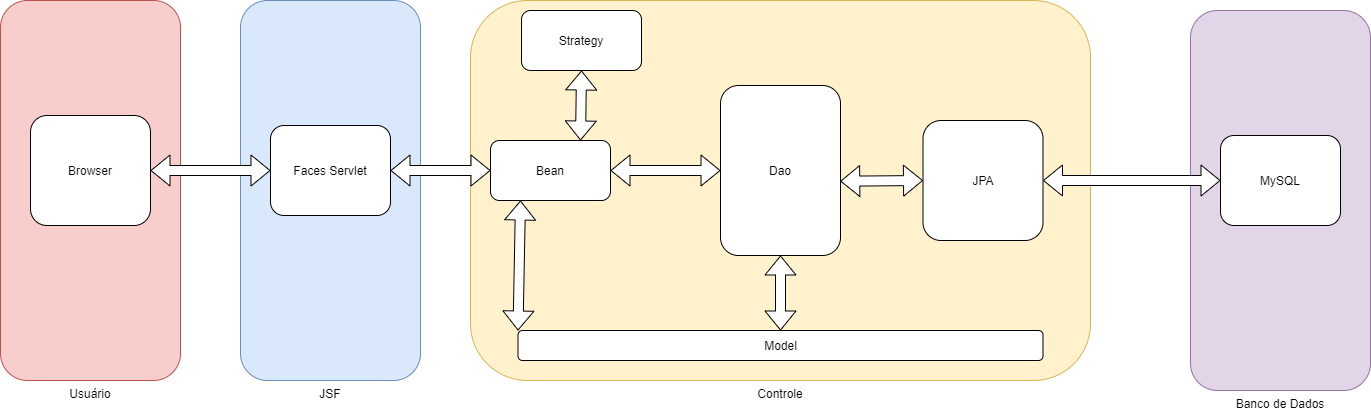 Strategy
Browser
Faces Servlet
Bean
Dao
JPA
MySQL
Model
Usuário
JSF
Controle
Banco de Dados